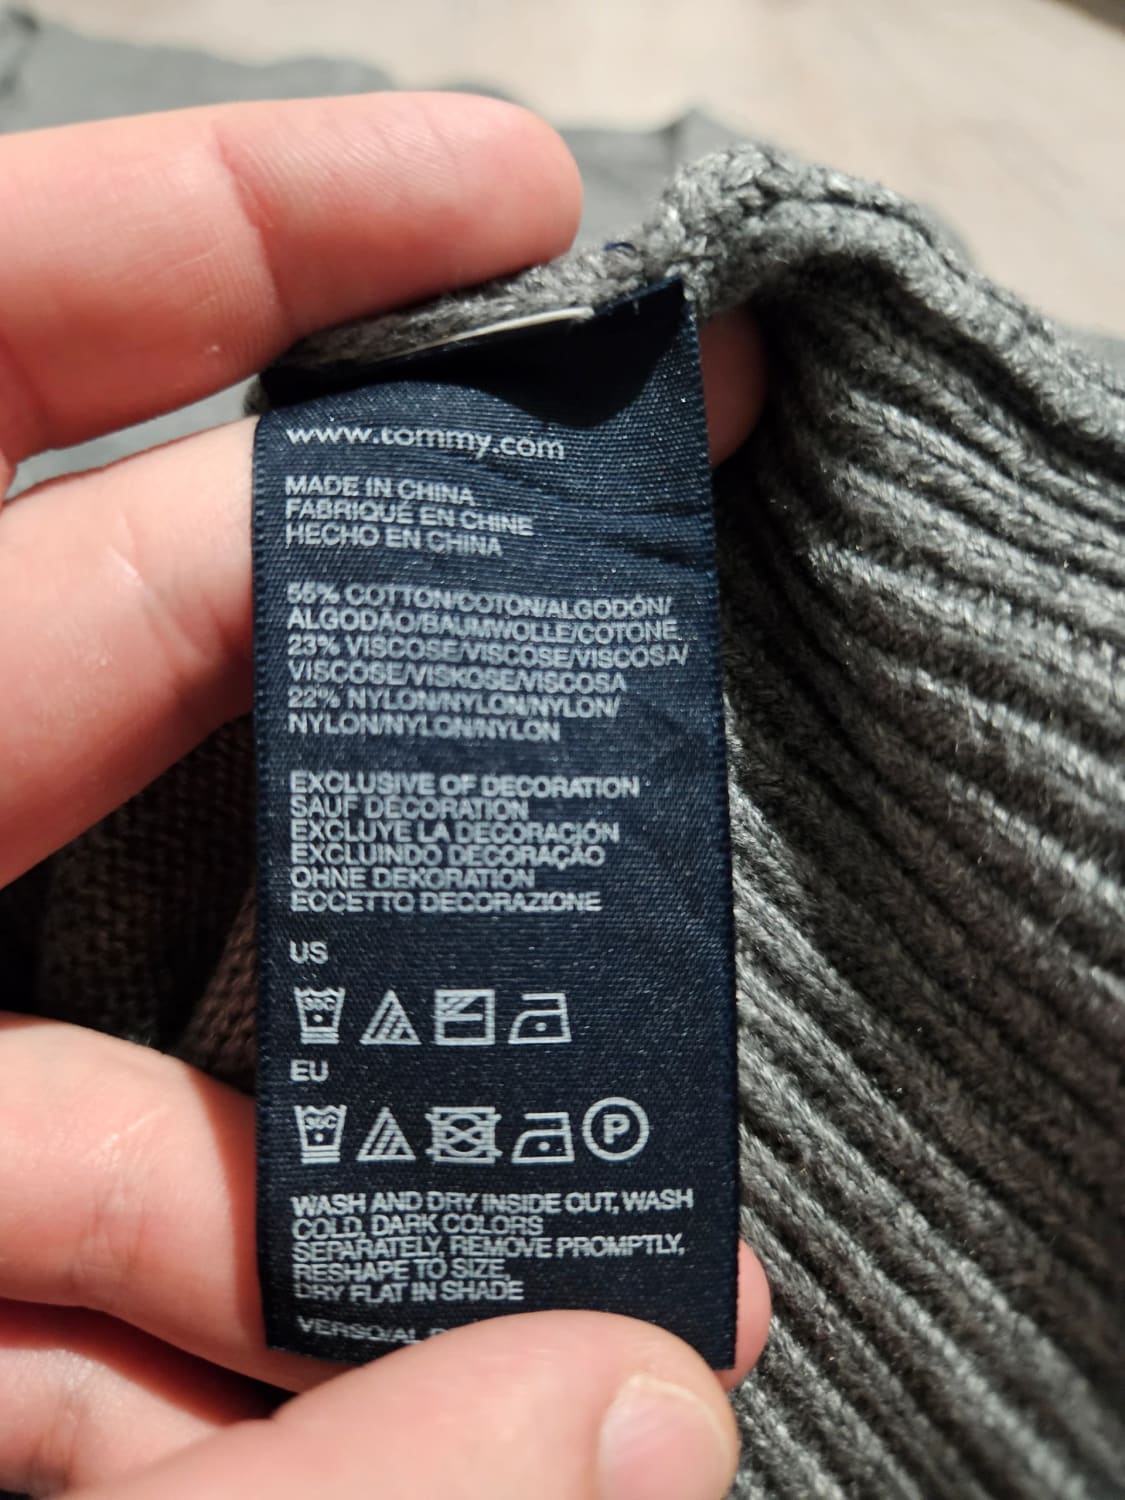 www.tommy.com
MADE IN CHINA
FABRIQUÉ EN CHINE
HECHO EN CHINA
55% COTTON/COTON/ALGODÓN/
ALGODÃO/BAUMWOLLE/COTONE
23% VISCOSE/VISCOSE/VISCOSA/
VISCOSE/VISKOSE/VISCOSA
22% NYLON/NYLON/NYLON/
NYLON/NYLON/NYLON
EXCLUSIVE OF DECORATION
SAUF DÉCORATION
EXCLUYE LA DECORACIÓN
EXCLUINDO DECORAÇÃO
OHNE DEKORATION
ECCETTO DECORAZIONE
US
EU
P
WASH AND DRY INSIDE OUT, WASH
COLD, DARK COLORS
SEPARATELY, REMOVE PROMPTLY,
RESHAPE TO SIZE
DRY FLAT IN SHADE
VERSO/AL